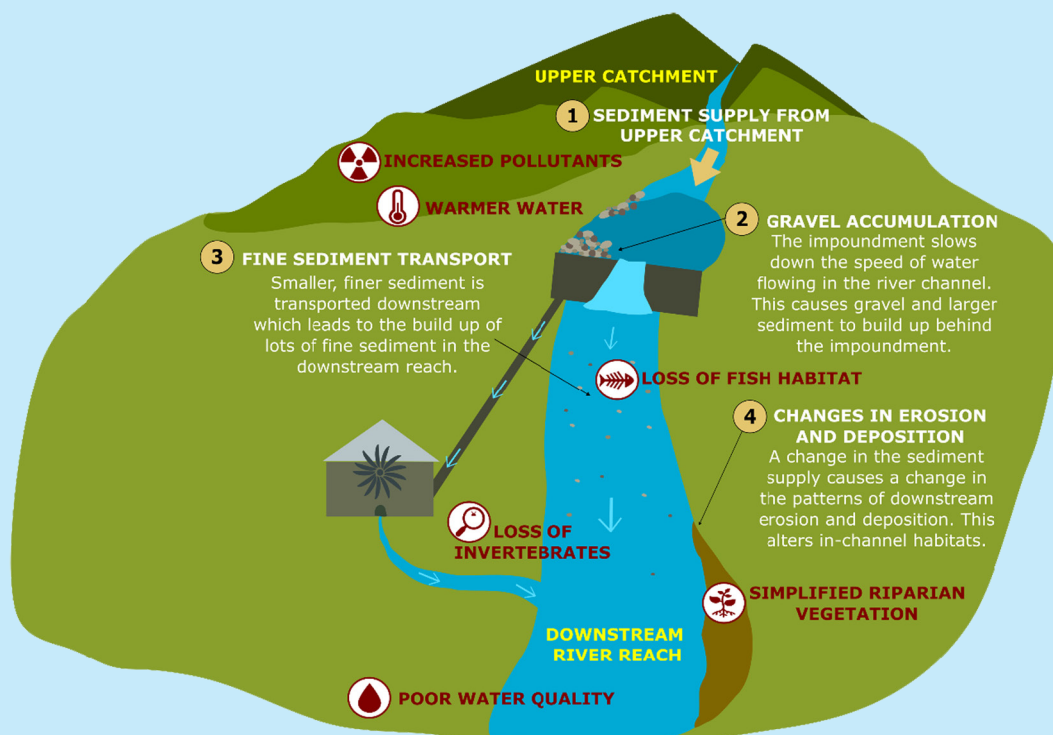 UPPER CATCHMENT
1
SEDIMENT SUPPLY FROM
UPPER CATCHMENT
INCREASED POLLUTANTS
WARMER WATER
2
GRAVEL ACCUMULATION
The impoundment slows
down the speed of water
flowing in the river channel.
This causes gravel and larger
sediment to build up behind
the impoundment.
3
FINE SEDIMENT TRANSPORT
Smaller, finer sediment is
transported downstream
which leads to the build up of
lots of fine sediment in the
downstream reach.
LOSS OF FISH HABITAT
4
CHANGES IN EROSION
AND DEPOSITION
A change in the sediment
supply causes a change in
the patterns of downstream
erosion and deposition. This
alters in-channel habitats.
LOSS OF
INVERTEBRATES
SIMPLIFIED RIPARIAN
VEGETATION
DOWNSTREAM
RIVER REACH
POOR WATER QUALITY